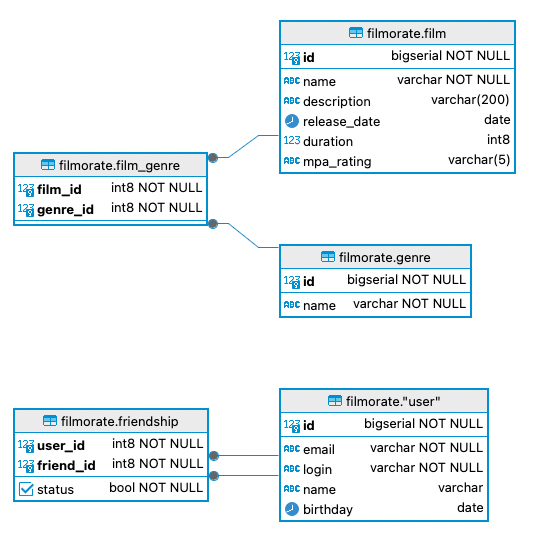 filmorate.film
123 id bigserial NOT NULL
ABC name varchar NOT NULL
ABC description varchar(200)
release_date date
123 duration int8
ABC mpa_rating varchar(5)
filmorate.film_genre
123 film_id int8 NOT NULL
123 genre_id int8 NOT NULL
filmorate.genre
123 id bigserial NOT NULL
ABC name varchar NOT NULL
filmorate.friendship
123 user_id int8 NOT NULL
123 friend_id int8 NOT NULL
status bool NOT NULL
filmorate."user"
123 id bigserial NOT NULL
ABC email varchar NOT NULL
ABC login varchar NOT NULL
ABC name varchar
birthday date